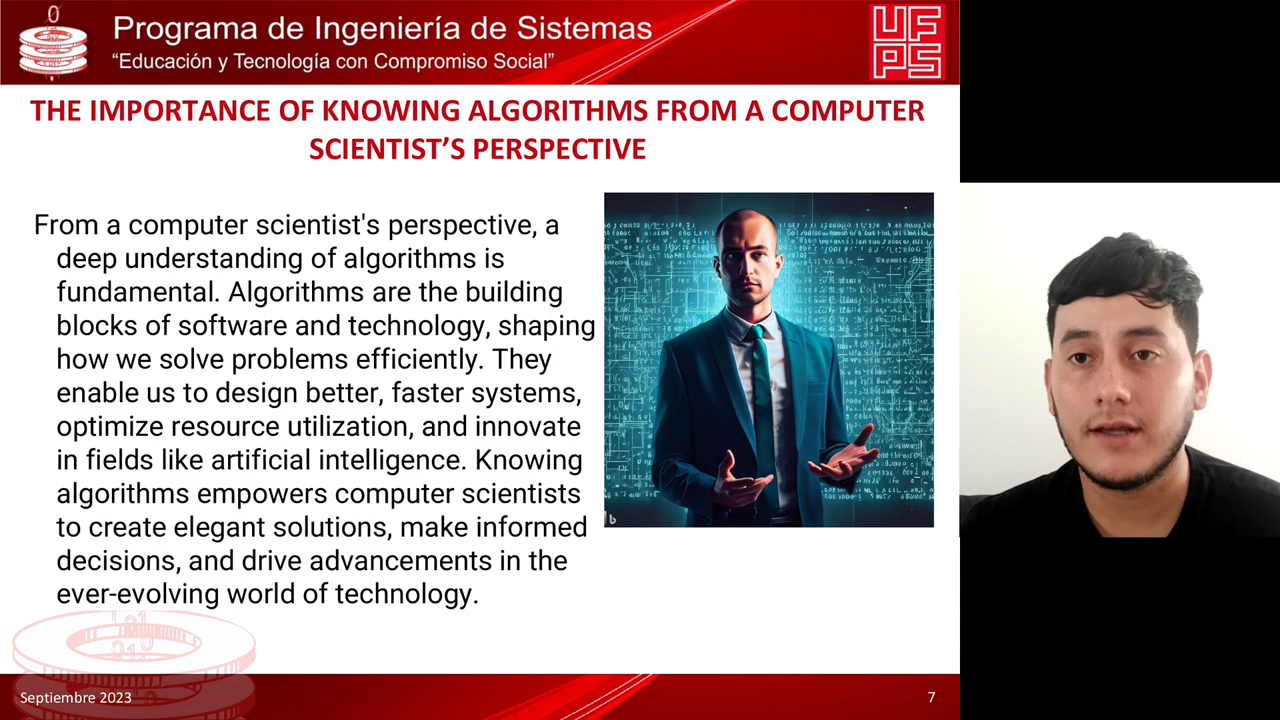 Programa de Ingeniería de Sistemas
“Educación y Tecnología con Compromiso Social”
UF
PS
THE IMPORTANCE OF KNOWING ALGORITHMS FROM A COMPUTER
SCIENTIST’S PERSPECTIVE
From a computer scientist's perspective, a
deep understanding of algorithms is
fundamental. Algorithms are the building
blocks of software and technology, shaping
how we solve problems efficiently. They
enable us to design better, faster systems,
optimize resource utilization, and innovate
in fields like artificial intelligence. Knowing
algorithms empowers computer scientists
to create elegant solutions, make informed
decisions, and drive advancements in the
ever-evolving world of technology.
Septiembre 2023
7